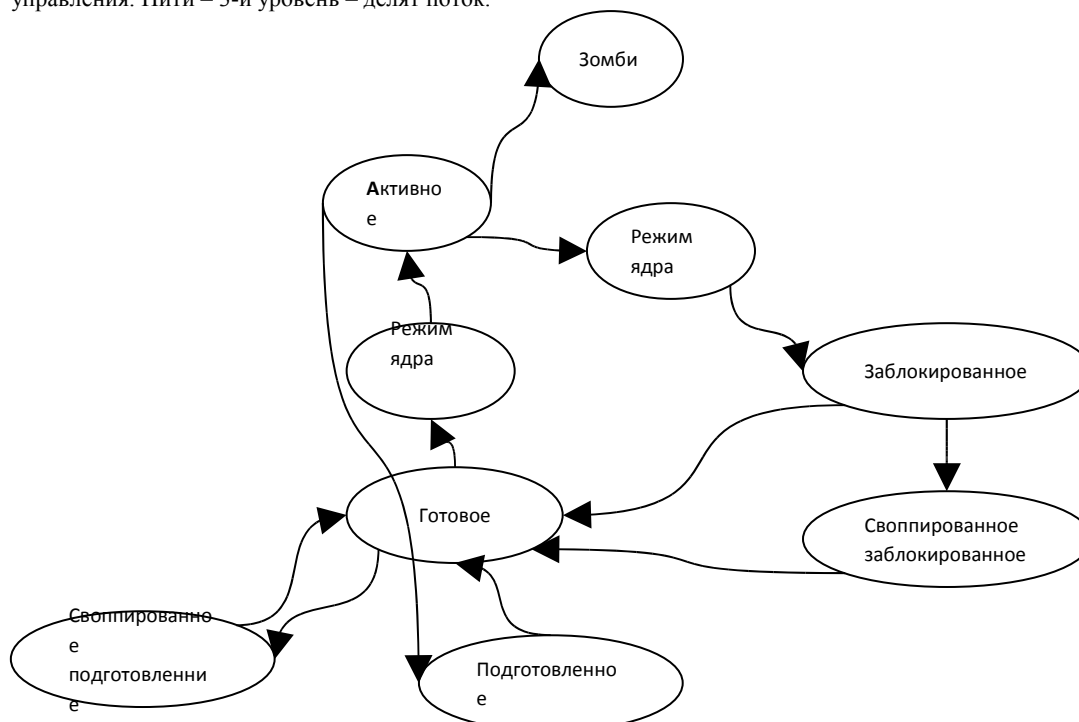 управления. Нити – 3-й уровень – делят поток.
Зомби
Активно
е
Режим
ядра
Режим
ядра
Заблокированное
Готовое
Своппированное
заблокированное
Своппированно
е
подготовленни
е
Подготовленно
е